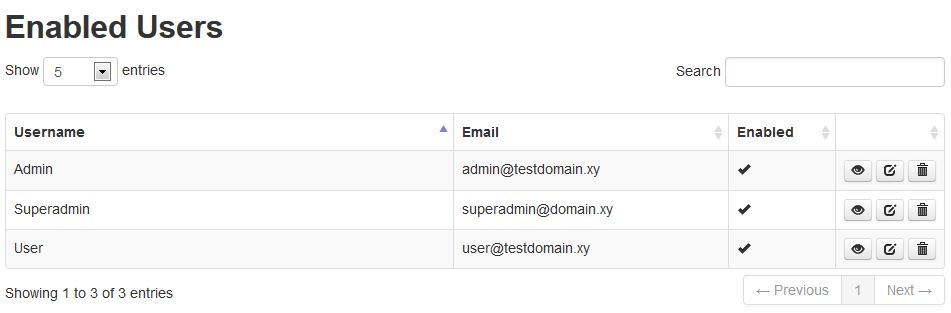 Enabled Users
Show 5 entries Search
Username Email Enabled
Admin admin@testdomain.xy ✔
Superadmin superadmin@domain.xy ✔
User user@testdomain.xy ✔
Showing 1 to 3 of 3 entries ← Previous 1 Next →